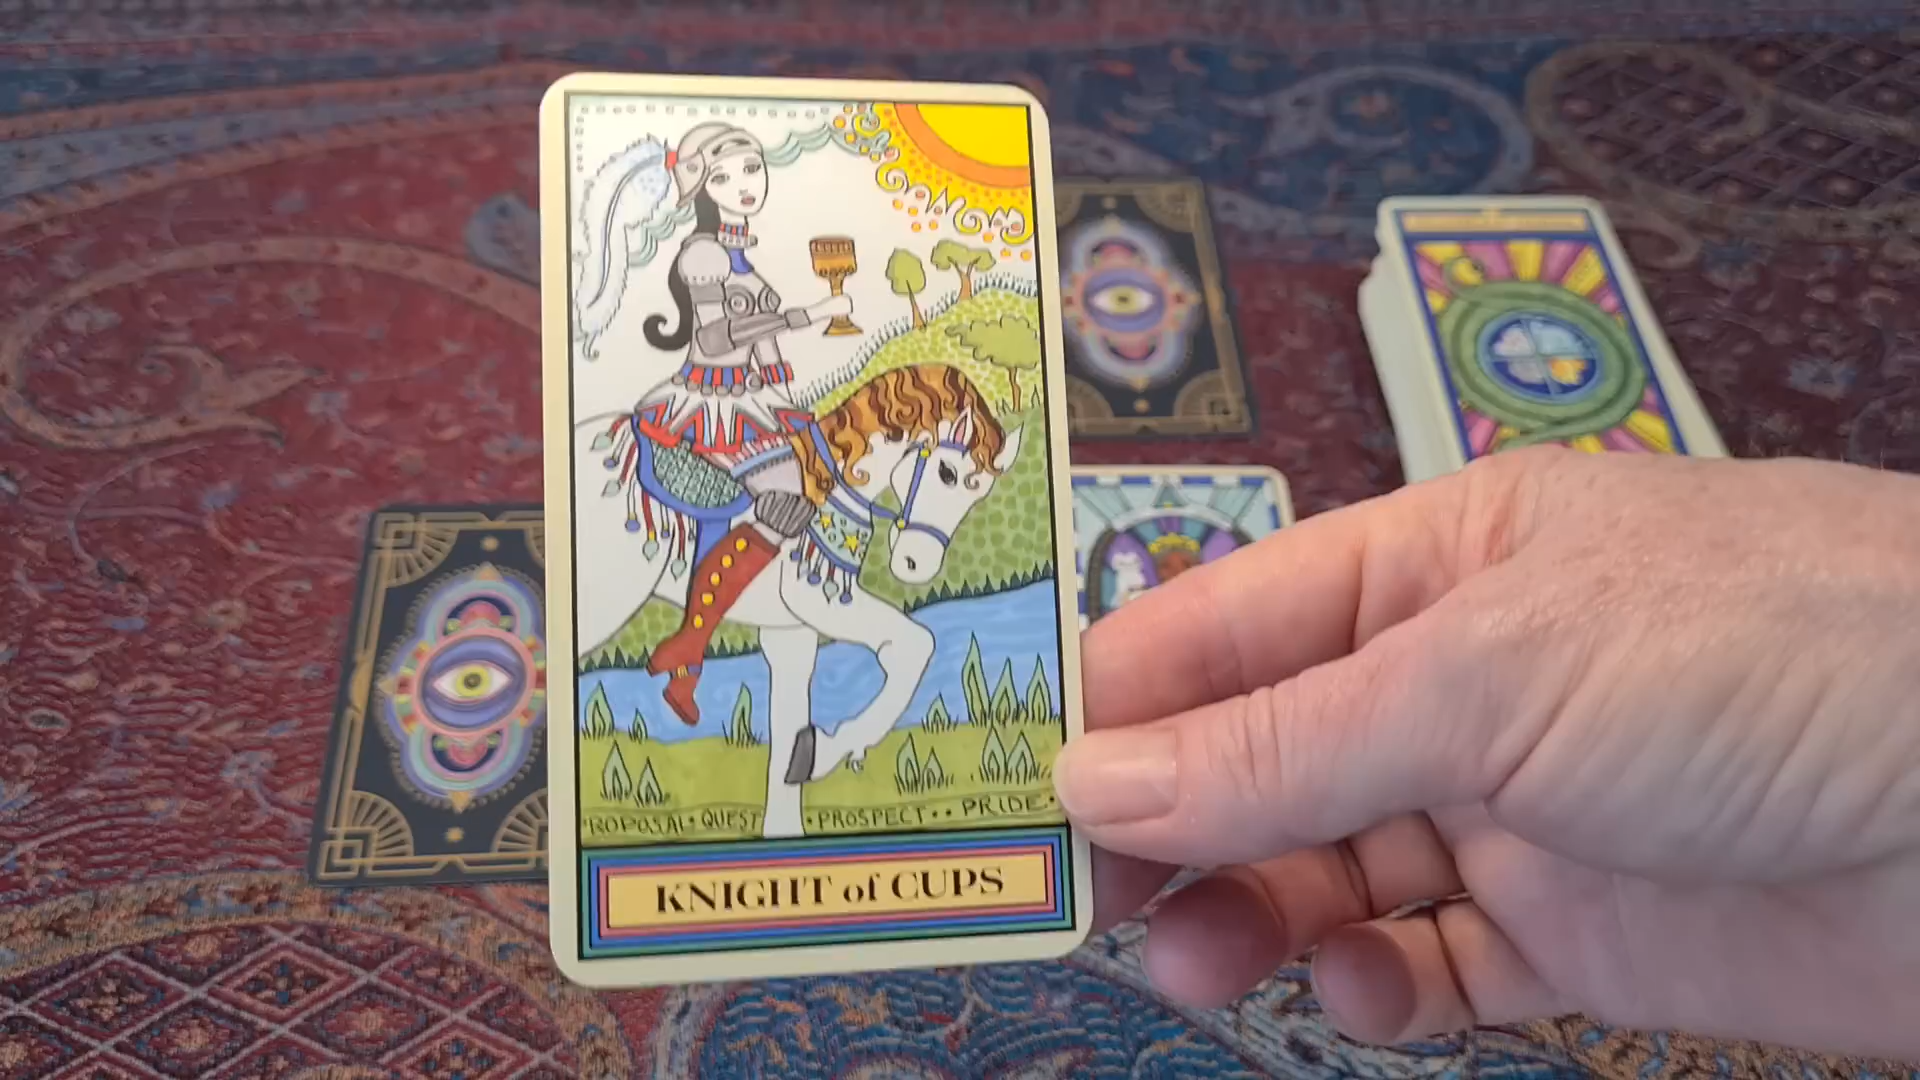 ROPOSAL • QUEST • PROSPECT • • PRIDE •
KNIGHT of CUPS